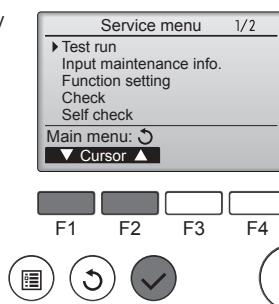 y
Service menu 1/2
Test run
Input maintenance info.
Function setting
Check
Self check
Main menu:
▼ Cursor ▲
F1 F2 F3 F4